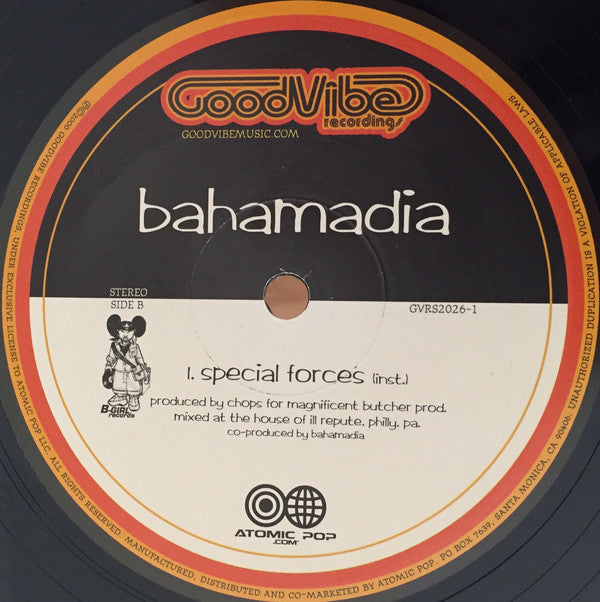 GoodVibe
recordings
GOODVIBEMUSIC.COM
bahamadia
STEREO
SIDE B
GVRS2026-1
B-GIRL
records
1. special forces (inst.)
produced by chops for magnificent butcher prod.
mixed at the house of ill repute. philly, pa.
co-produced by bahamadia
ATOMIC POP
.COM™
℗©2000 GOODVIBE RECORDINGS, UNDER EXCLUSIVE LICENSE TO ATOMIC POP LLC. ALL RIGHTS RESERVED. MANUFACTURED, DISTRIBUTED AND CO-MARKETED BY ATOMIC POP, PO BOX 7639, SANTA MONICA, CA 90406. UNAUTHORIZED DUPLICATION IS A VIOLATION OF APPLICABLE LAWS.